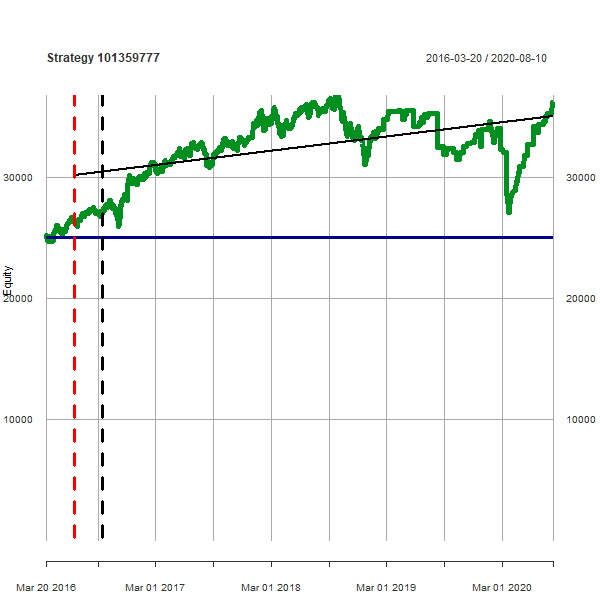 Strategy 101359777
2016-03-20 / 2020-08-10
Equity
30000
30000
20000
20000
10000
10000
Mar 20 2016
Mar 01 2017
Mar 01 2018
Mar 01 2019
Mar 01 2020